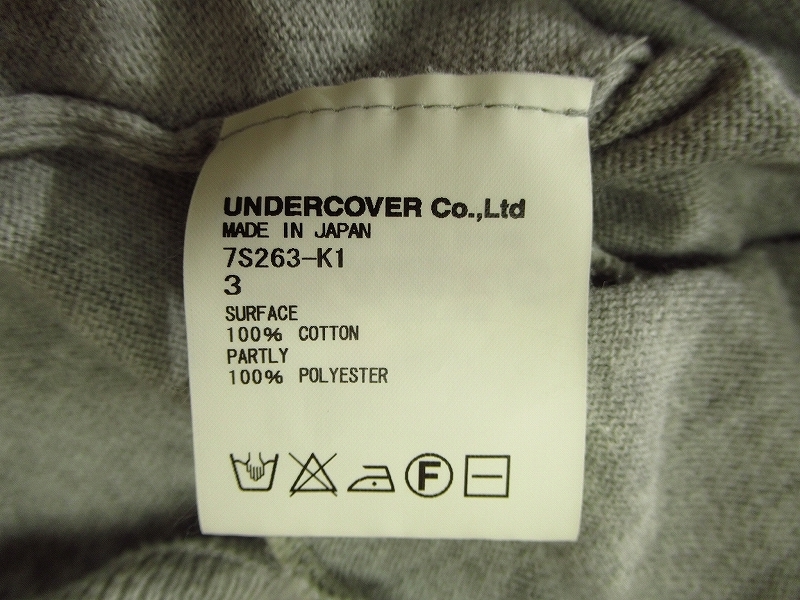 UNDERCOVER Co.,Ltd
MADE IN JAPAN
7S263-K1
3
SURFACE
100% COTTON
PARTLY
100% POLYESTER
F